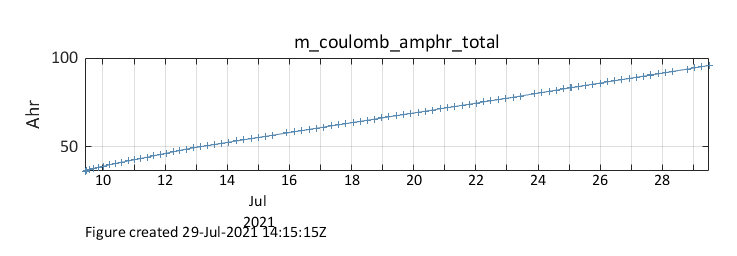 m_coulomb_amphr_total
100
50
Ahr
10 12 14 16 18 20 22 24 26 28
Jul
2021
Figure created 29-Jul-2021 14:15:15Z